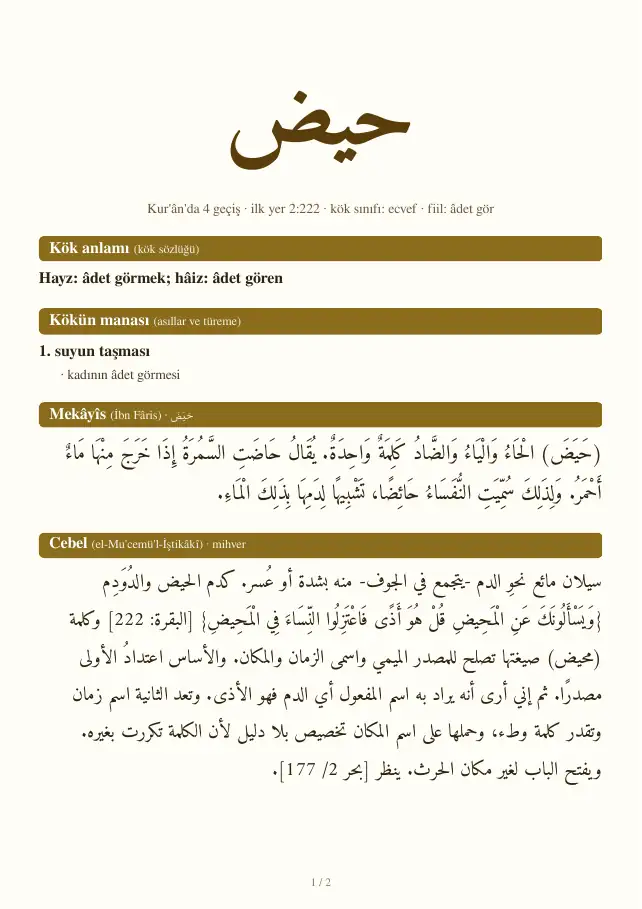 حيض
Kur'ân'da 4 geçiş · ilk yer 2:222 · kök sınıfı: ecvef · fiil: âdet gör
Kök anlamı (kök sözlüğü)
Hayz: âdet görmek; hâiz: âdet gören
Kökün manası (asıllar ve türeme)
1. suyun taşması
· kadının âdet görmesi
Mekâyîs (İbn Fâris) · حيَضَ
(حَيَضَ) الْحَاءُ وَالْيَاءُ وَالضَّادُ كَلِمَةٌ وَاحِدَةٌ. يُقَالُ حَاضَتِ السَّمُرَةُ إِذَا خَرَجَ مِنْهَا مَاءٌ
أَحْمَرُ. وَلِذَلِكَ سُمِّيَتِ النُّفَسَاءُ حَائِضًا، تَشْبِيهًا لِدَمِهَا بِذَلِكَ الْمَاءِ.
Cebel (el-Mu'cemü'l-İştikâkî) · mihver
سيلان مائع نحوِ الدم -يتجمع في الجوف- منه بشدة أو عُسر. كدم الحيض والدُوَدِم
{وَيَسْأَلُونَكَ عَنِ الْمَحِيضِ قُلْ هُوَ أَذًى فَاعْتَزِلُوا النِّسَاءَ فِي الْمَحِيضِ} [البقرة: 222] وكلمة
(محيض) صيغتها تصلح للمصدر الميمي واسمى الزمان والمكان. والأساس اعتدادُ الأولى
مصدرًا. ثم إني أرى أنه يراد به اسم المفعول أي الدم فهو الأذى. وتعد الثانية اسم زمان
وتقدر كلمة وطء، وحملها على اسم المكان تخصيص بلا دليل لأن الكلمة تكررت بغيره.
ويفتح الباب لغير مكان الحرث. ينظر [بحر 2/ 177].
1 / 2